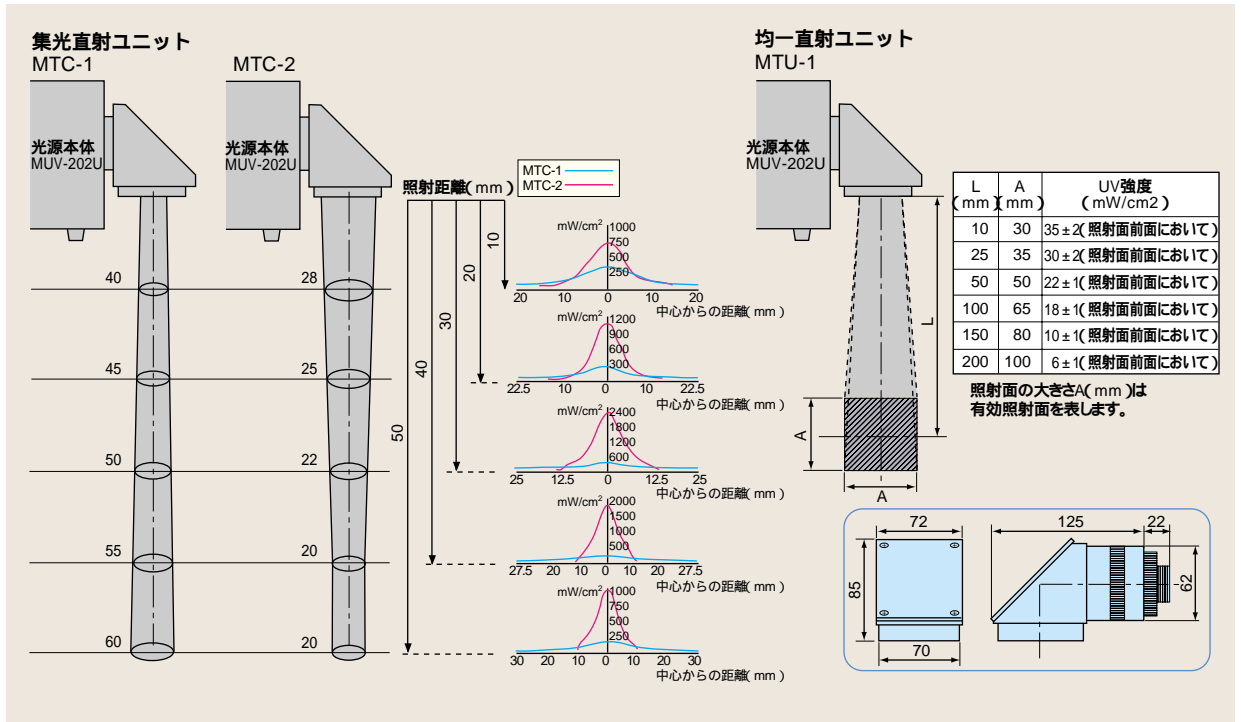 集光直射ユニット
MTC-1
MTC-2
光源本体
MUV-202U
光源本体
MUV-202U
40
45
50
55
60
28
25
22
20
20
照射距離(mm)
10
20
30
40
50
MTC-1
MTC-2
mW/cm²
1000
750
500
250
20 10 0 10 20
中心からの距離(mm)
mW/cm²
1200
900
600
300
22.5 10 0 10 22.5
中心からの距離(mm)
mW/cm²
2400
1800
1200
600
25 12.5 0 12.5 25
中心からの距離(mm)
mW/cm²
2000
1500
1000
500
27.5 20 10 0 10 20 27.5
中心からの距離(mm)
mW/cm²
1000
750
500
250
30 20 10 0 10 20 30
中心からの距離(mm)
均一直射ユニット
MTU-1
光源本体
MUV-202U
L
A
A
L(mm) A(mm) UV強度(mW/cm2)
10 30 35±2(照射面前面において)
25 35 30±2(照射面前面において)
50 50 22±1(照射面前面において)
100 65 18±1(照射面前面において)
150 80 10±1(照射面前面において)
200 100 6±1(照射面前面において)
照射面の大きさA(mm)は
有効照射面を表します。
72
85
70
125
22
62